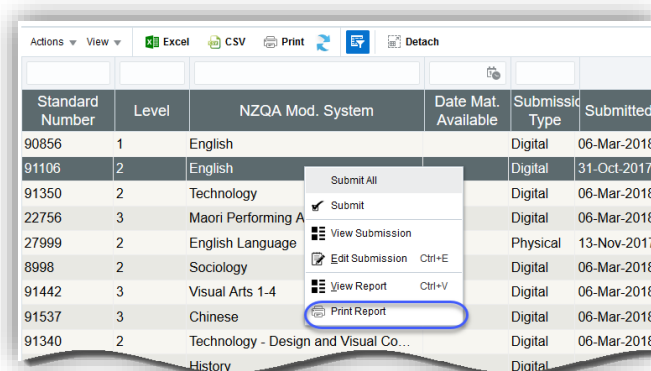 Actions View Excel CSV Print Detach
Standard Number Level NZQA Mod. System Date Mat. Available Submissio Type Submitted
90856 1 English Digital 06-Mar-2018
91106 2 English Digital 31-Oct-2017
Submit All
91350 2 Technology Digital 06-Mar-2018
Submit
22756 3 Maori Performing A Digital 06-Mar-2018
View Submission
27999 2 English Language Physical 13-Nov-2017
Edit Submission Ctrl+E
8998 2 Sociology Digital 06-Mar-2018
View Report Ctrl+V
91442 3 Visual Arts 1-4 Digital 06-Mar-2018
Print Report
91537 3 Chinese Digital 06-Mar-2018
91340 2 Technology - Design and Visual Co... Digital 06-Mar-2018
History Digital